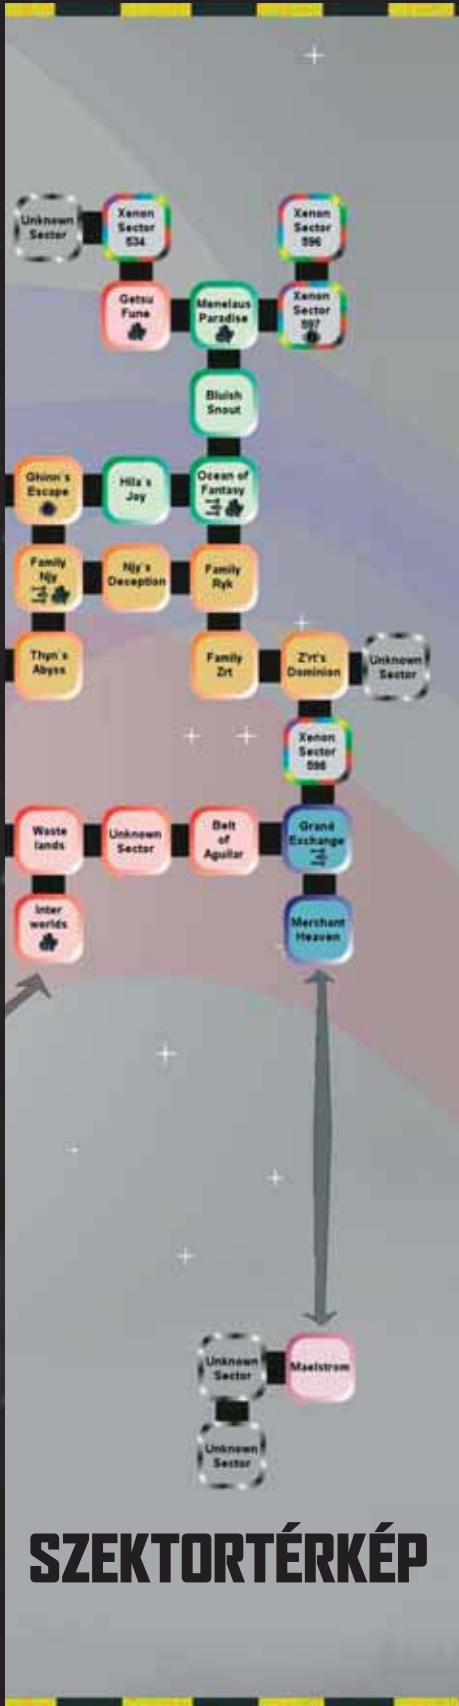 Unknown
Sector
Xenon
Sector
534
Xenon
Sector
596
Getsu
Fune
Menelaus
Paradise
Xenon
Sector
597
Bluish
Snout
Ghinn's
Escape
Hila's
Joy
Ocean of
Fantasy
Family
Njy
Njy's
Deception
Family
Ryk
Thyn's
Abyss
Family
Zrt
Z'rt's
Dominion
Unknown
Sector
Xenon
Sector
598
Waste
lands
Unknown
Sector
Belt
of
Aguilar
Grand
Exchange
Inter
worlds
Merchant
Heaven
Unknown
Sector
Maelstrom
Unknown
Sector
SZEKTORTÉRKÉP